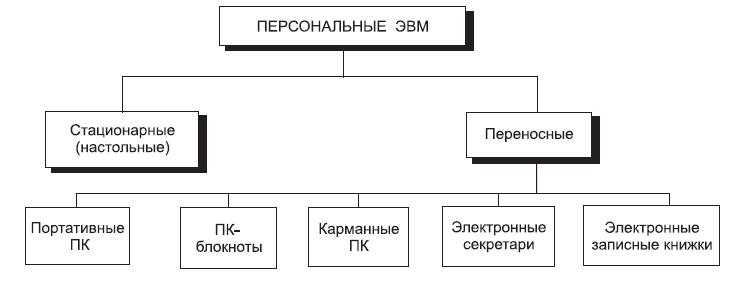 ПЕРСОНАЛЬНЫЕ ЭВМ
Стационарные
(настольные)
Переносные
Портативные
ПК
ПК–
блокноты
Карманные
ПК
Электронные
секретари
Электронные
записные книжки